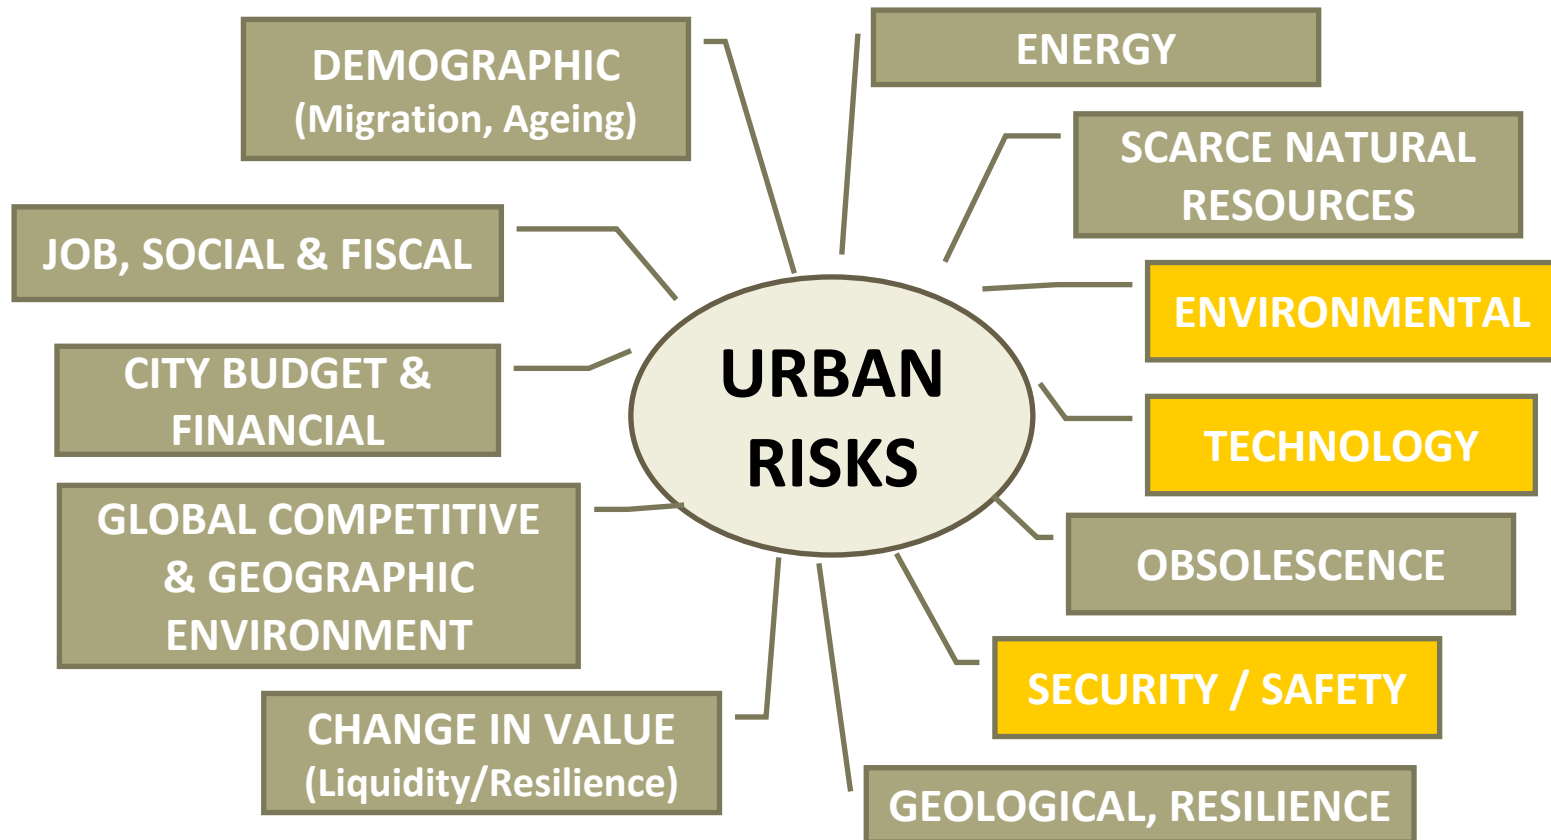 DEMOGRAPHIC
(Migration, Ageing)
ENERGY
SCARCE NATURAL
RESOURCES
JOB, SOCIAL & FISCAL
ENVIRONMENTAL
CITY BUDGET &
FINANCIAL
URBAN
RISKS
TECHNOLOGY
GLOBAL COMPETITIVE
& GEOGRAPHIC
ENVIRONMENT
OBSOLESCENCE
SECURITY / SAFETY
CHANGE IN VALUE
(Liquidity/Resilience)
GEOLOGICAL, RESILIENCE